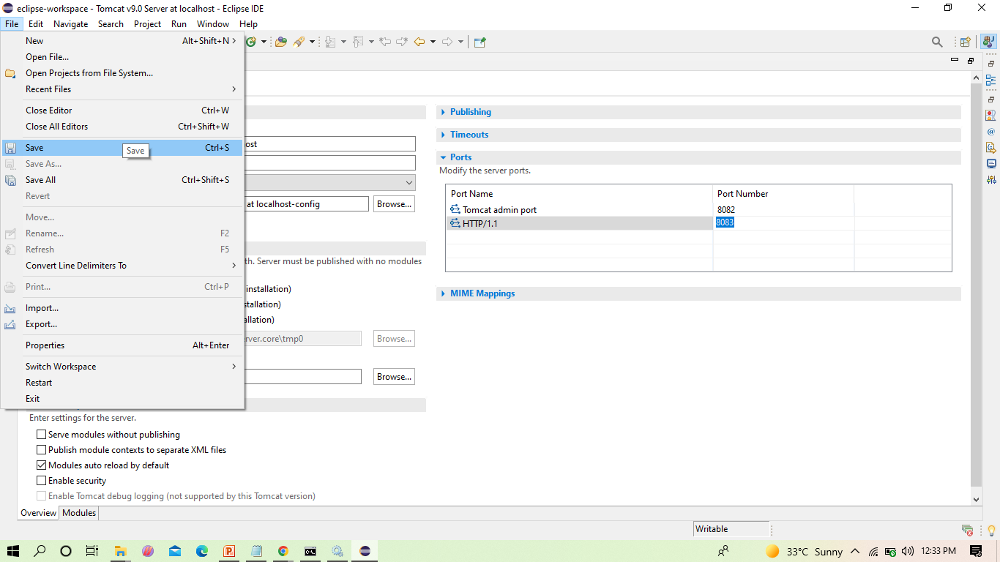 eclipse-workspace - Tomcat v9.0 Server at localhost - Eclipse IDE
File Edit Navigate Search Project Run Window Help
New Alt+Shift+N
Open File...
Open Projects from File System...
Recent Files
Close Editor Ctrl+W
Close All Editors Ctrl+Shift+W
Save Ctrl+S
Save
Save As...
Save All Ctrl+Shift+S
Revert
Move...
Rename... F2
Refresh F5
Convert Line Delimiters To
Print... Ctrl+P
Import...
Export...
Properties Alt+Enter
Switch Workspace
Restart
Exit
ost
at localhost-config Browse...
th. Server must be published with no modules
installation)
stallation)
allation)
rver.core\tmp0 Browse...
Browse...
Enter settings for the server.
Serve modules without publishing
Publish module contexts to separate XML files
Modules auto reload by default
Enable security
Enable Tomcat debug logging (not supported by this Tomcat version)
Overview Modules
Publishing
Timeouts
Ports
Modify the server ports.
Port Name Port Number
Tomcat admin port 8082
HTTP/1.1 8083
MIME Mappings
Writable
33°C Sunny 12:33 PM